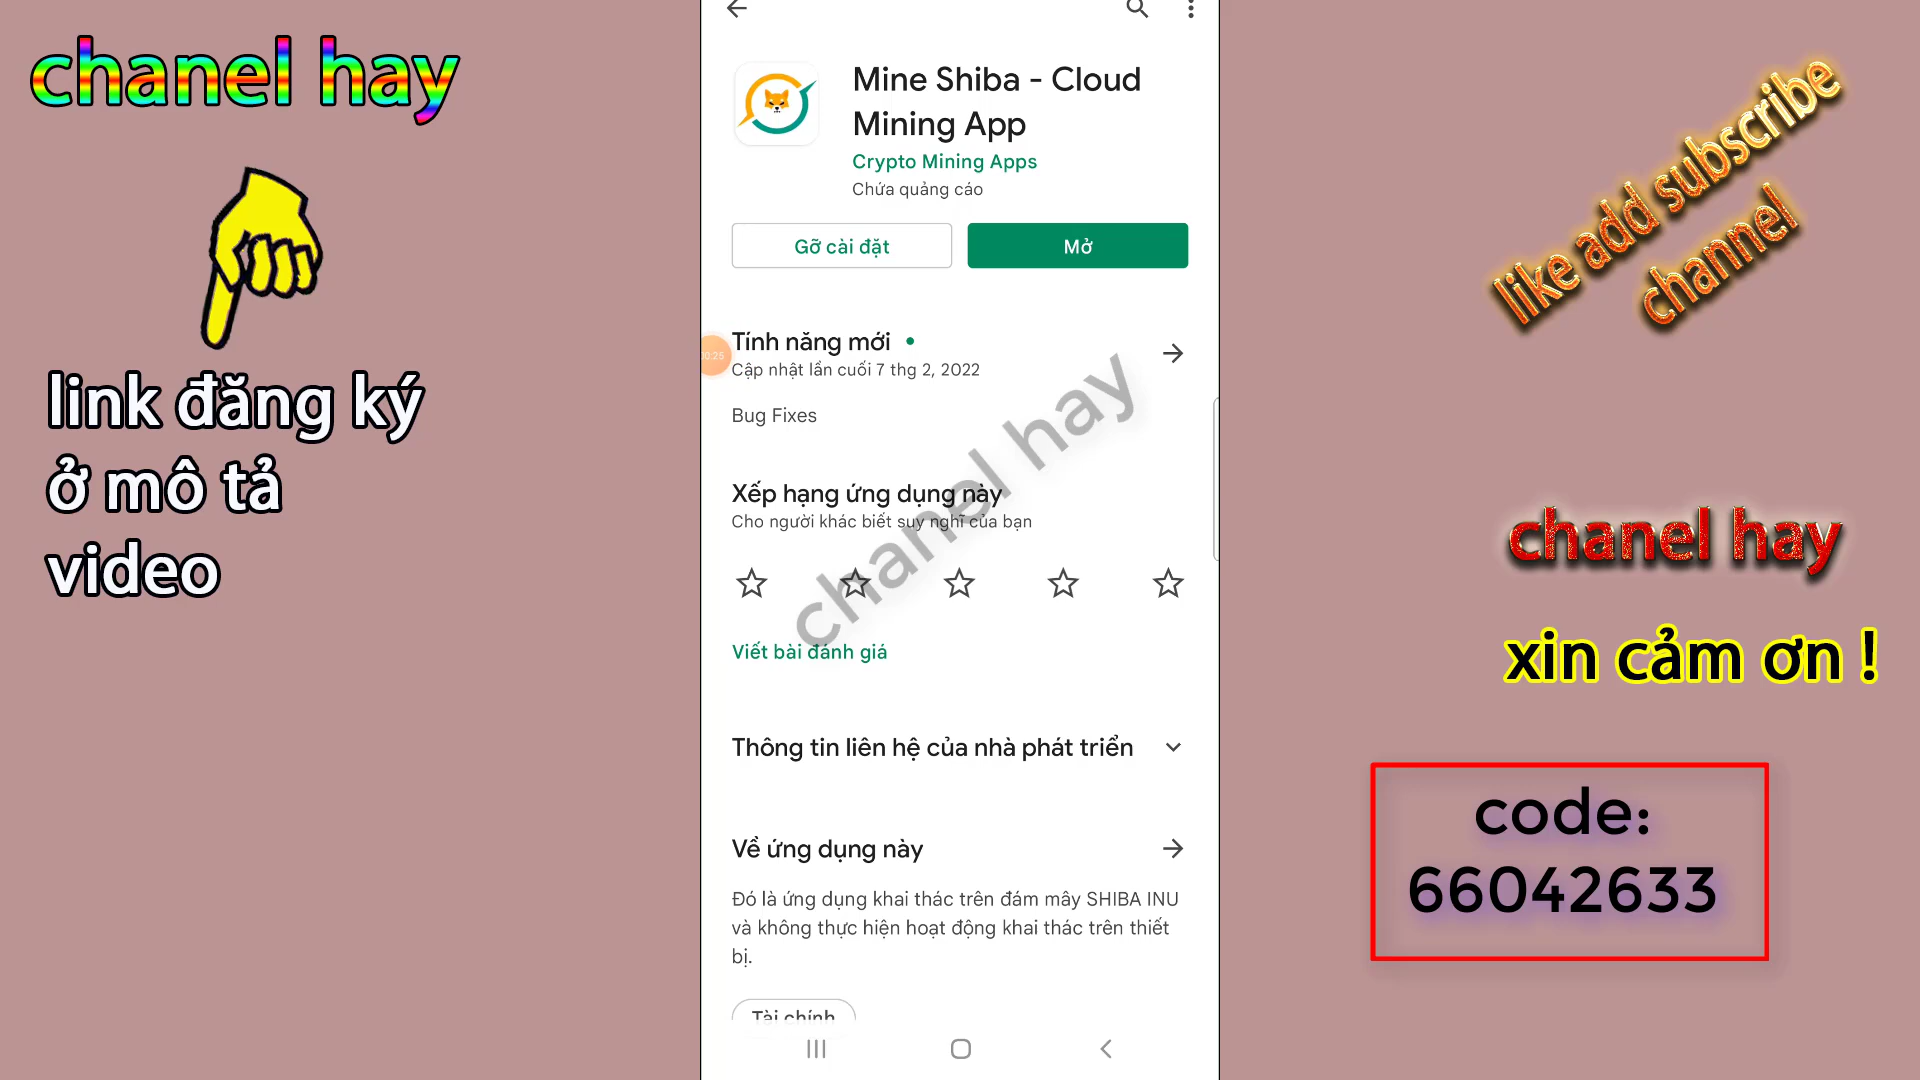 chanel hay
link đăng ký
ở mô tả
video
Mine Shiba - Cloud
Mining App
Crypto Mining Apps
Chứa quảng cáo
Gỡ cài đặt
Mở
00:25
Tính năng mới
Cập nhật lần cuối 7 thg 2, 2022
Bug Fixes
Xếp hạng ứng dụng này
Cho người khác biết suy nghĩ của bạn
chanel hay
Viết bài đánh giá
Thông tin liên hệ của nhà phát triển
Về ứng dụng này
Đó là ứng dụng khai thác trên đám mây SHIBA INU
và không thực hiện hoạt động khai thác trên thiết
bị.
Tài chính
like add subscribe
channel
chanel hay
xin cảm ơn !
code:
66042633